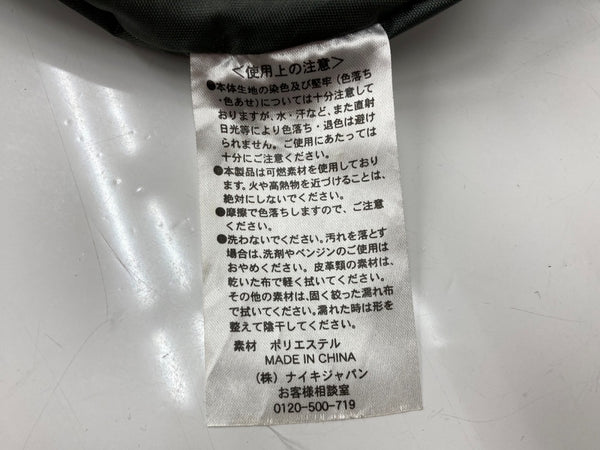 ＜使用上の注意＞
●本体生地の染色及び堅牢（色落ち
・色あせ）については十分注意して
おりますが、水・汗など、また直射
日光等により色落ち・退色は避け
られません。ご使用にあたっては
十分にご注意ください。
●本製品は可燃素材を使用しており
ます。火や高熱物を近づけることは、
絶対にしないでください。
●摩擦で色落ちしますので、ご注意
ください。
●洗わないでください。汚れを落とす
場合は、洗剤やベンジンのご使用は
おやめください。皮革類の素材は、
乾いた布で軽く拭いてください。
その他の素材は、固く絞った濡れ布
で拭いてください。濡れた時は形を
整えて陰干してください。
素材 ポリエステル
MADE IN CHINA
（株）ナイキジャパン
お客様相談室
0120-500-719